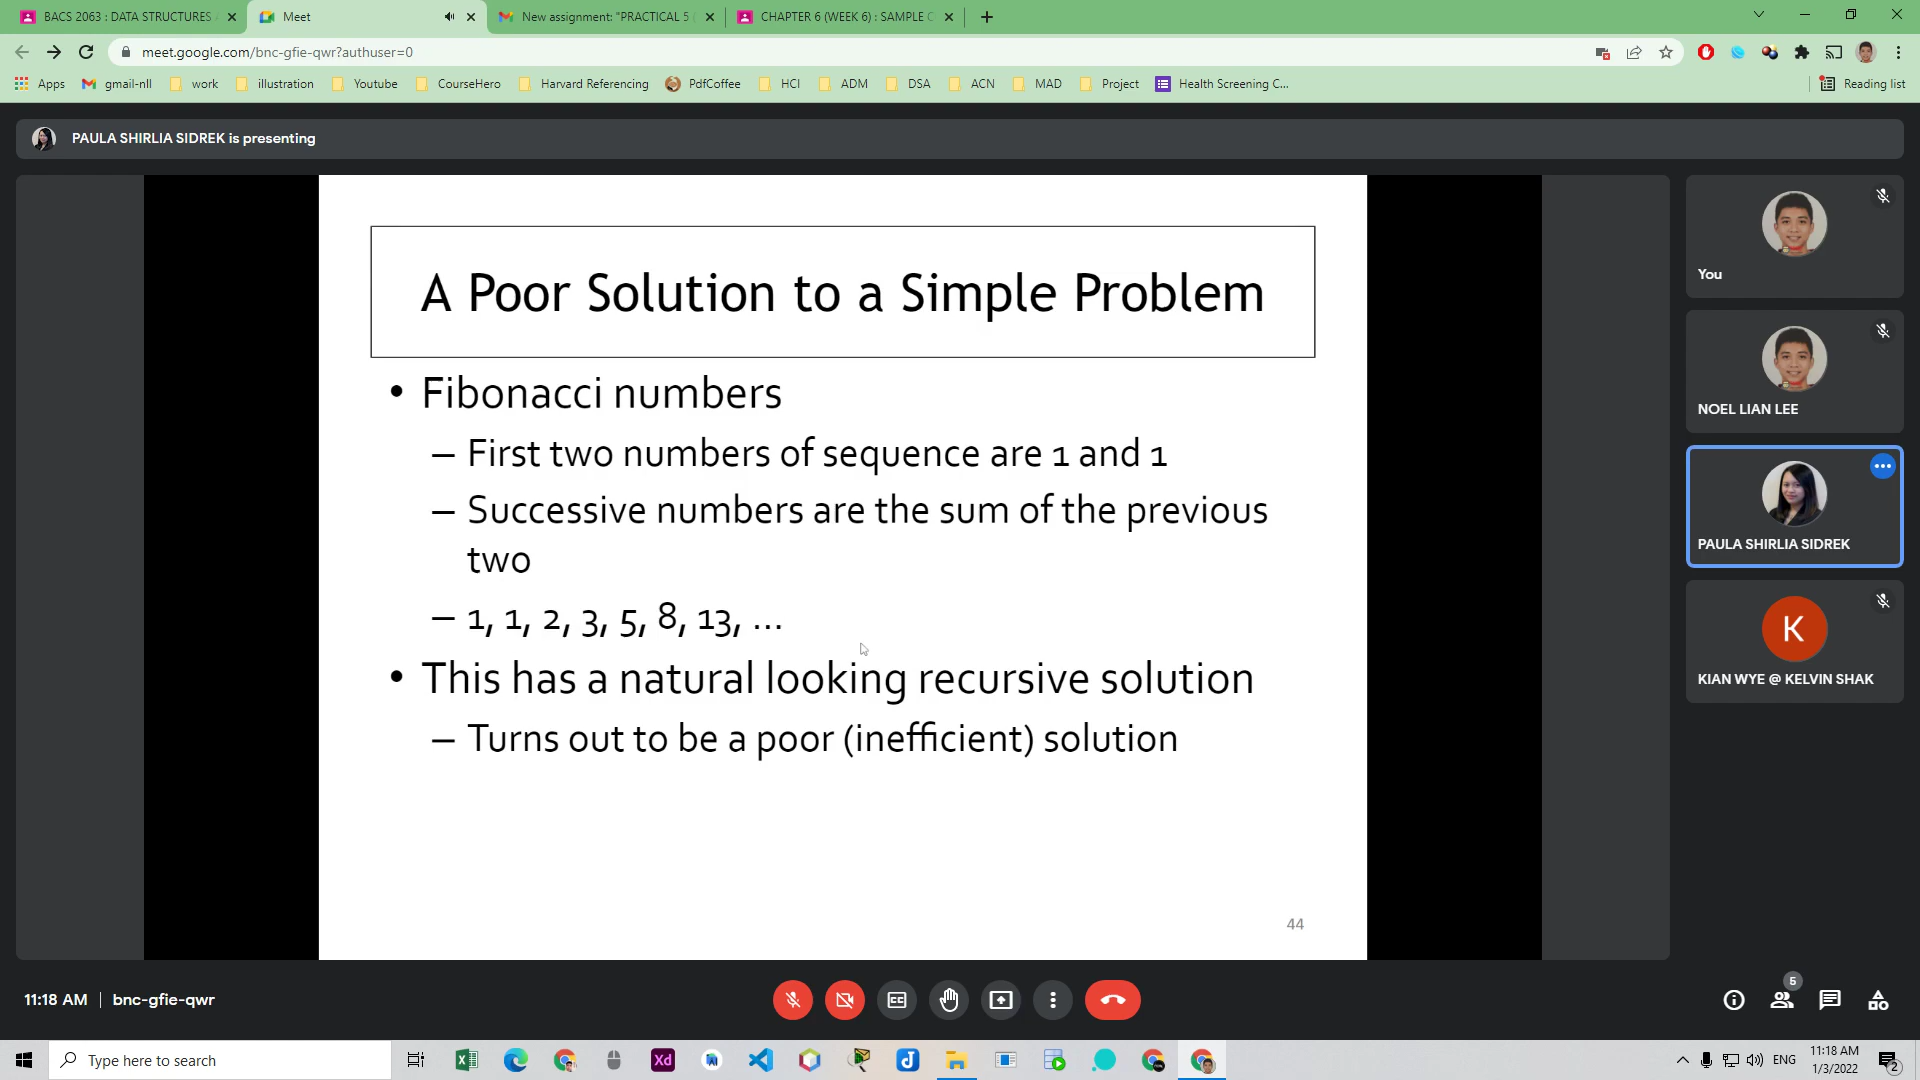 BACS 2063 : DATA STRUCTURES
Meet
New assignment: "PRACTICAL 5
CHAPTER 6 (WEEK 6) : SAMPLE
meet.google.com/bnc-gfie-qwr?authuser=0
Apps
gmail-nll
work
illustration
Youtube
CourseHero
Harvard Referencing
PdfCoffee
HCI
ADM
DSA
ACN
MAD
Project
Health Screening C...
Reading list
PAULA SHIRLIA SIDREK is presenting
A Poor Solution to a Simple Problem
• Fibonacci numbers
– First two numbers of sequence are 1 and 1
– Successive numbers are the sum of the previous
two
– 1, 1, 2, 3, 5, 8, 13, ...
• This has a natural looking recursive solution
– Turns out to be a poor (inefficient) solution
44
You
NOEL LIAN LEE
PAULA SHIRLIA SIDREK
K
KIAN WYE @ KELVIN SHAK
11:18 AM | bnc-gfie-qwr
5
Type here to search
Xd
ENG
11:18 AM
1/3/2022
2